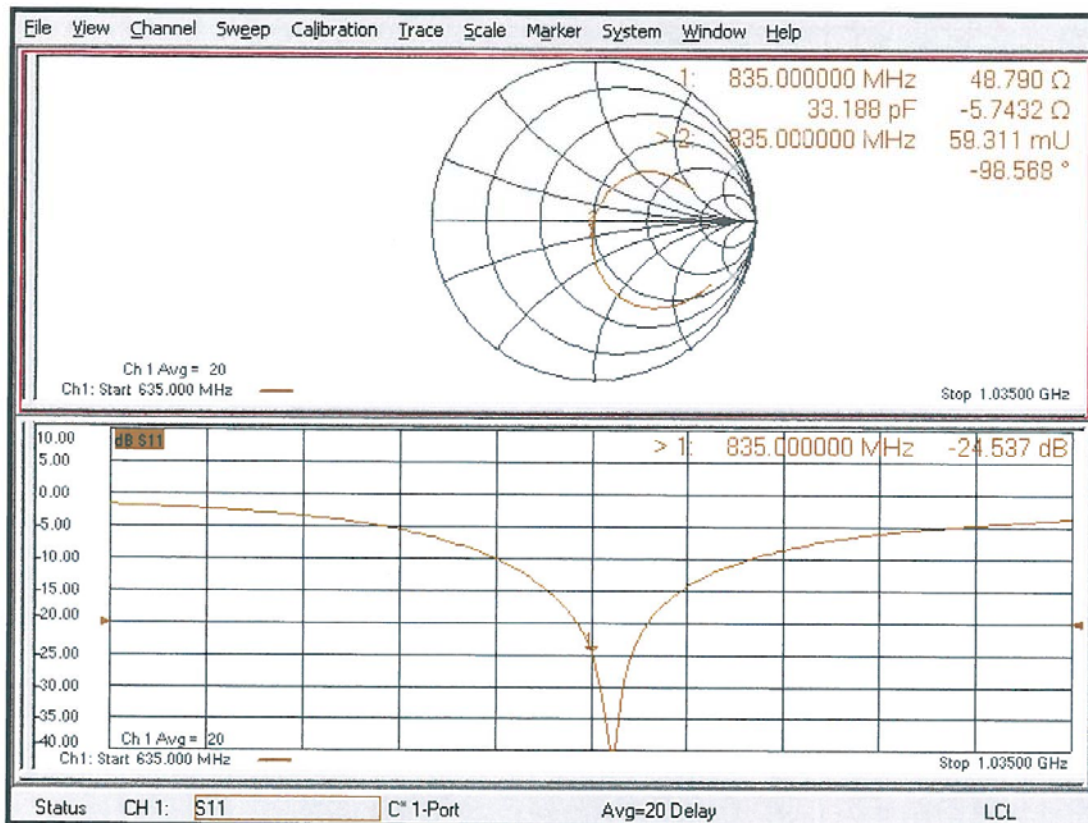 File View Channel Sweep Calibration Trace Scale Marker System Window Help
1: 835.000000 MHz 48.790 Ω
33.188 pF -5.7432 Ω
> 2: 835.000000 MHz 59.311 mU
-98.568 °
Ch 1 Avg = 20
Ch1: Start 635.000 MHz
Stop 1.03500 GHz
10.00
dB S11
> 1: 835.000000 MHz -24.537 dB
5.00
0.00
-5.00
-10.00
-15.00
-20.00
-25.00
-30.00
-35.00
-40.00
Ch 1 Avg = 20
Ch1: Start 635.000 MHz
Stop 1.03500 GHz
Status CH 1: S11 C* 1-Port Avg=20 Delay LCL